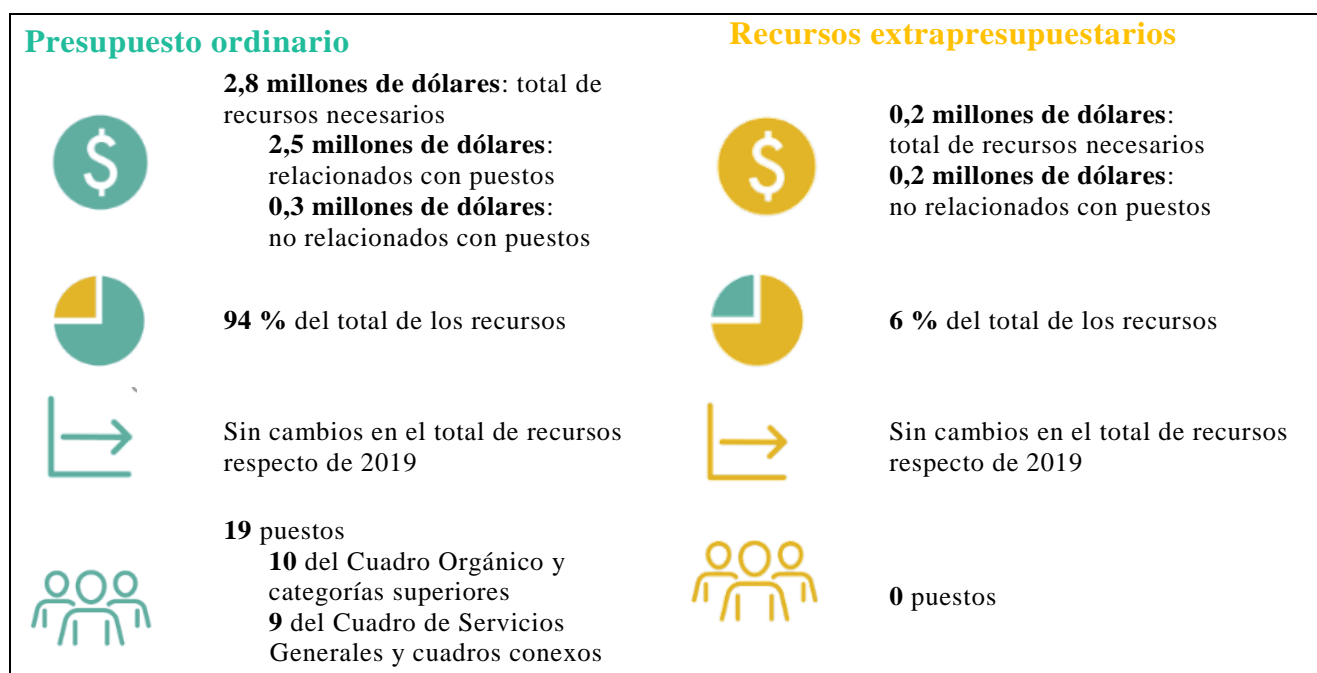 Presupuesto ordinario
2,8 millones de dólares: total de
recursos necesarios
2,5 millones de dólares:
relacionados con puestos
0,3 millones de dólares:
no relacionados con puestos
94 % del total de los recursos
Sin cambios en el total de recursos
respecto de 2019
19 puestos
10 del Cuadro Orgánico y
categorías superiores
9 del Cuadro de Servicios
Generales y cuadros conexos
Recursos extrapresupuestarios
0,2 millones de dólares:
total de recursos necesarios
0,2 millones de dólares:
no relacionados con puestos
6 % del total de los recursos
Sin cambios en el total de recursos
respecto de 2019
0 puestos